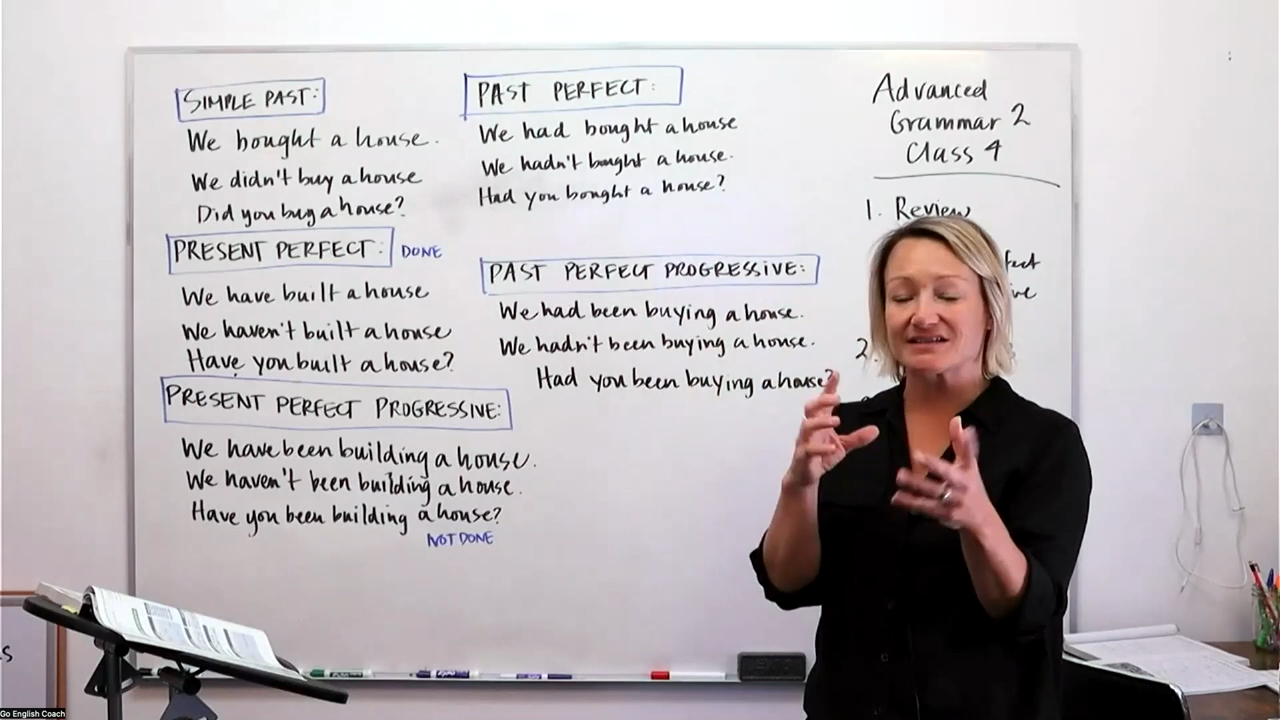 SIMPLE PAST:
We bought a house.
We didn't buy a house
Did you buy a house?
PRESENT PERFECT: DONE
We have built a house
We haven't built a house
Have you built a house?
PRESENT PERFECT PROGRESSIVE:
We have been building a house.
We haven't been building a house.
Have you been building a house?
NOT DONE
PAST PERFECT:
We had bought a house
We hadn't bought a house.
Had you bought a house?
PAST PERFECT PROGRESSIVE:
We had been buying a house.
We hadn't been buying a house.
Had you been buying a house?
Advanced
Grammar 2
Class 4
1. Review
2.
Go English Coach